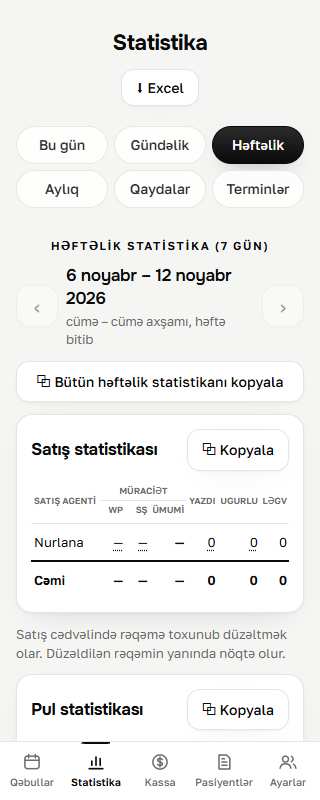 Statistika
⭳ Excel
Bu gün Gündəlik Həftəlik
Aylıq Qaydalar Terminlər
HƏFTƏLİK STATİSTİKA (7 GÜN)
6 noyabr – 12 noyabr
2026
cümə – cümə axşamı, həftə
bitib
‹ ›
Bütün həftəlik statistikanı kopyala
Satış statistikası Kopyala
SATIŞ AGENTİ MÜRACİƏT YAZDI UGURLU LƏGV
WP SŞ ÜMUMİ
Nurlana — — — 0 0 0
Cəmi — — — 0 0 0
Satış cədvəlində rəqəmə toxunub düzəltmək
olar. Düzəldilən rəqəmin yanında nöqtə olur.
Pul statistikası Kopyala
Qəbullar Statistika Kassa Pasiyentlər Ayarlar